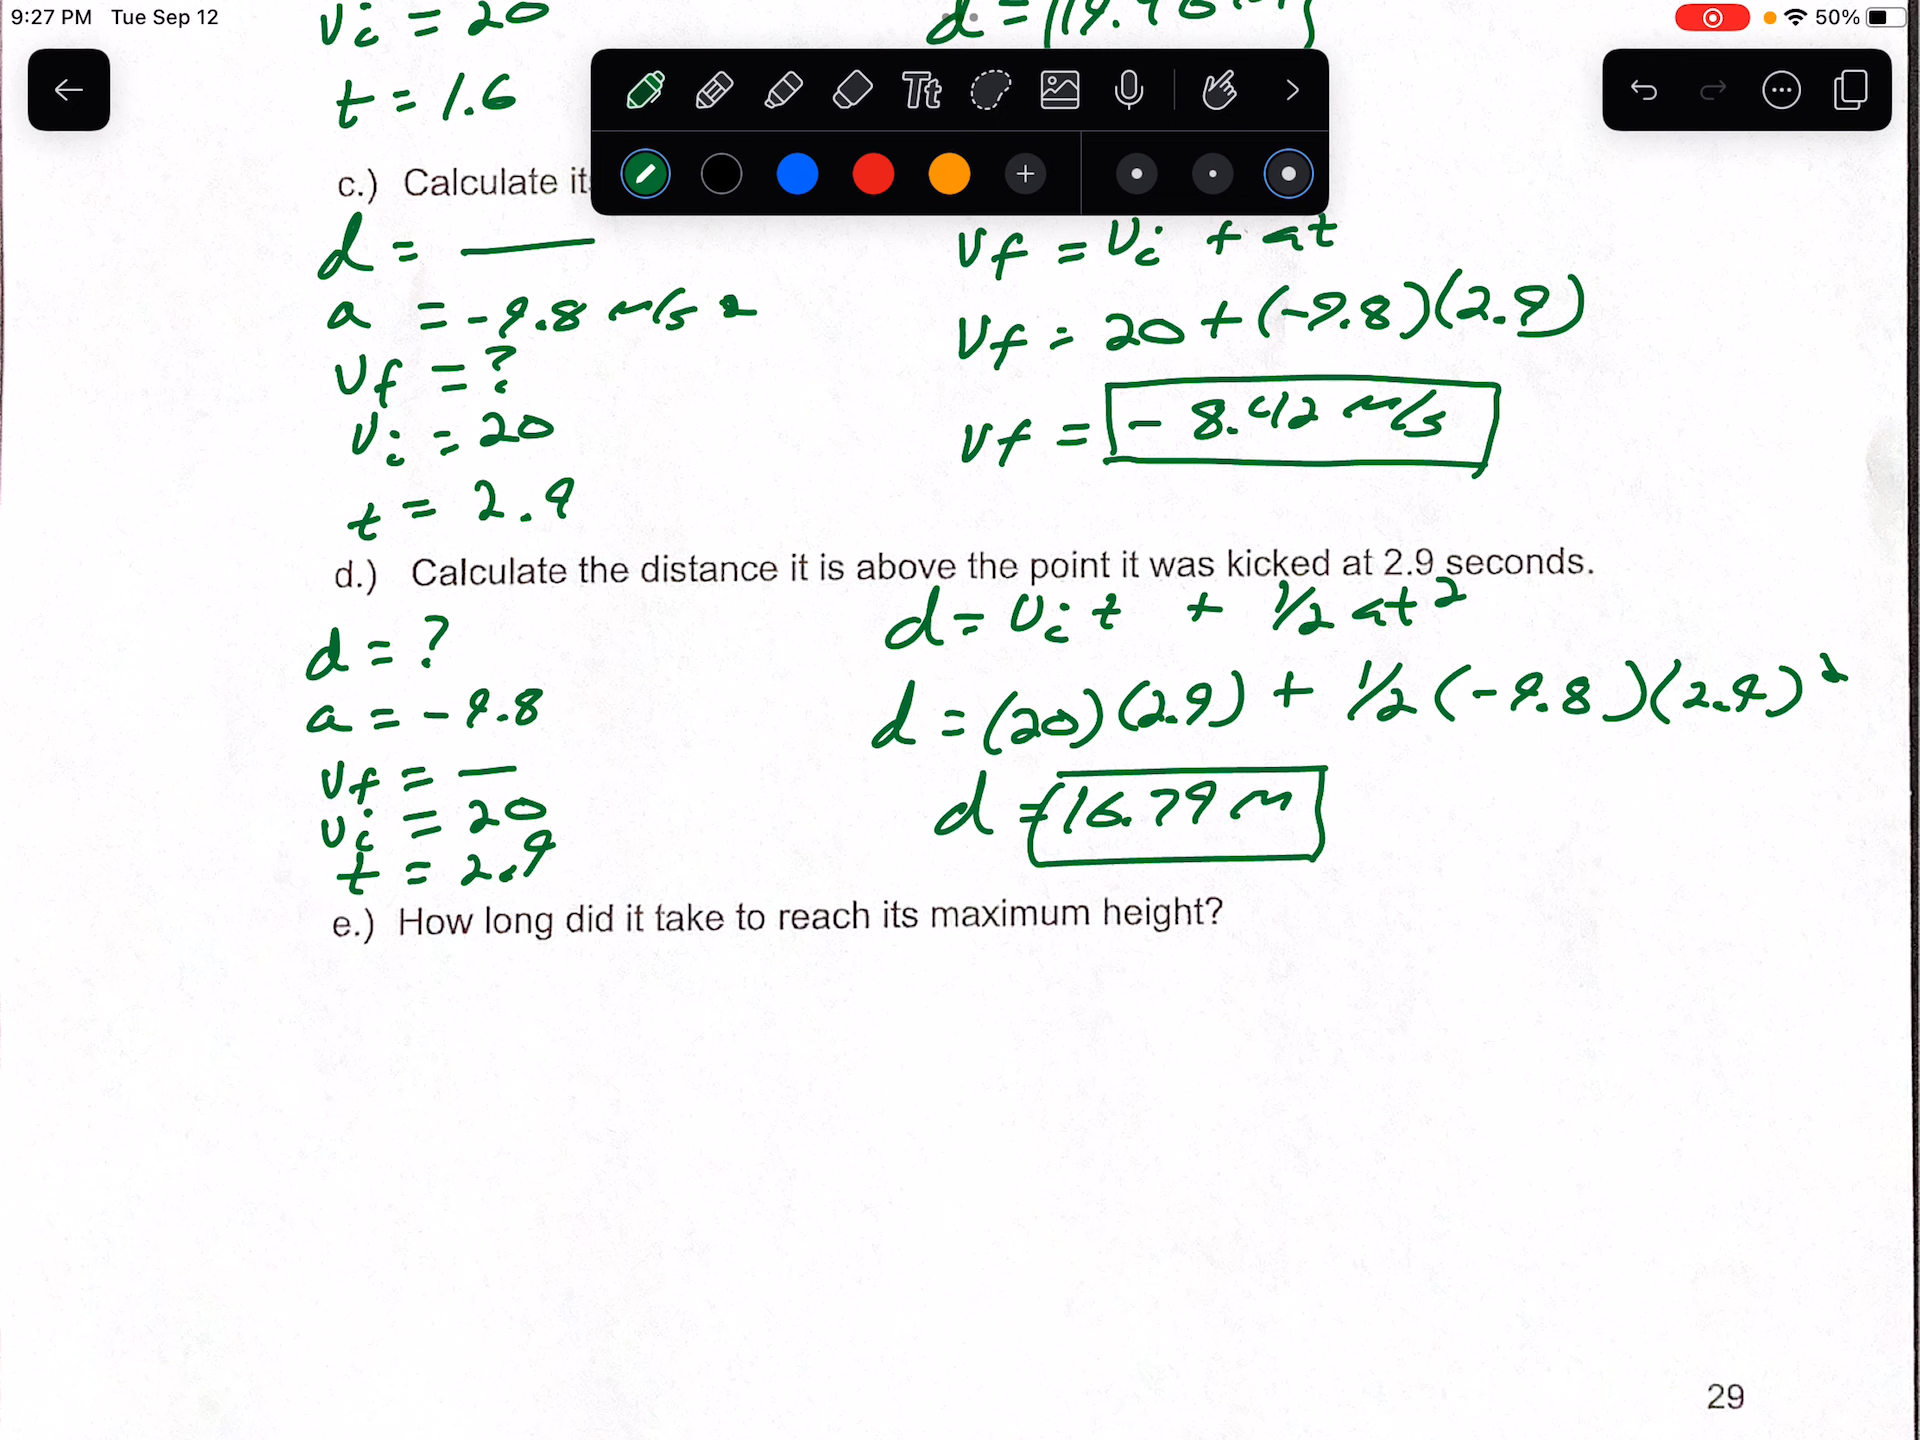 9:27 PM Tue Sep 12
50%
vi = 20
t = 1.6
Tt
c.) Calculate it
d = —
a = -9.8 m/s 2
vf = ?
vi = 20
t = 2.9
vf = vi + at
vf = 20 + (-9.8)(2.9)
vf = - 8.42 m/s
d.) Calculate the distance it is above the point it was kicked at 2.9 seconds.
d = ?
a = -9.8
vf = —
vi = 20
t = 2.9
d = vi t + 1/2 at 2
d = (20)(2.9) + 1/2 (-9.8)(2.9) 2
d = 16.79 m
e.) How long did it take to reach its maximum height?
29